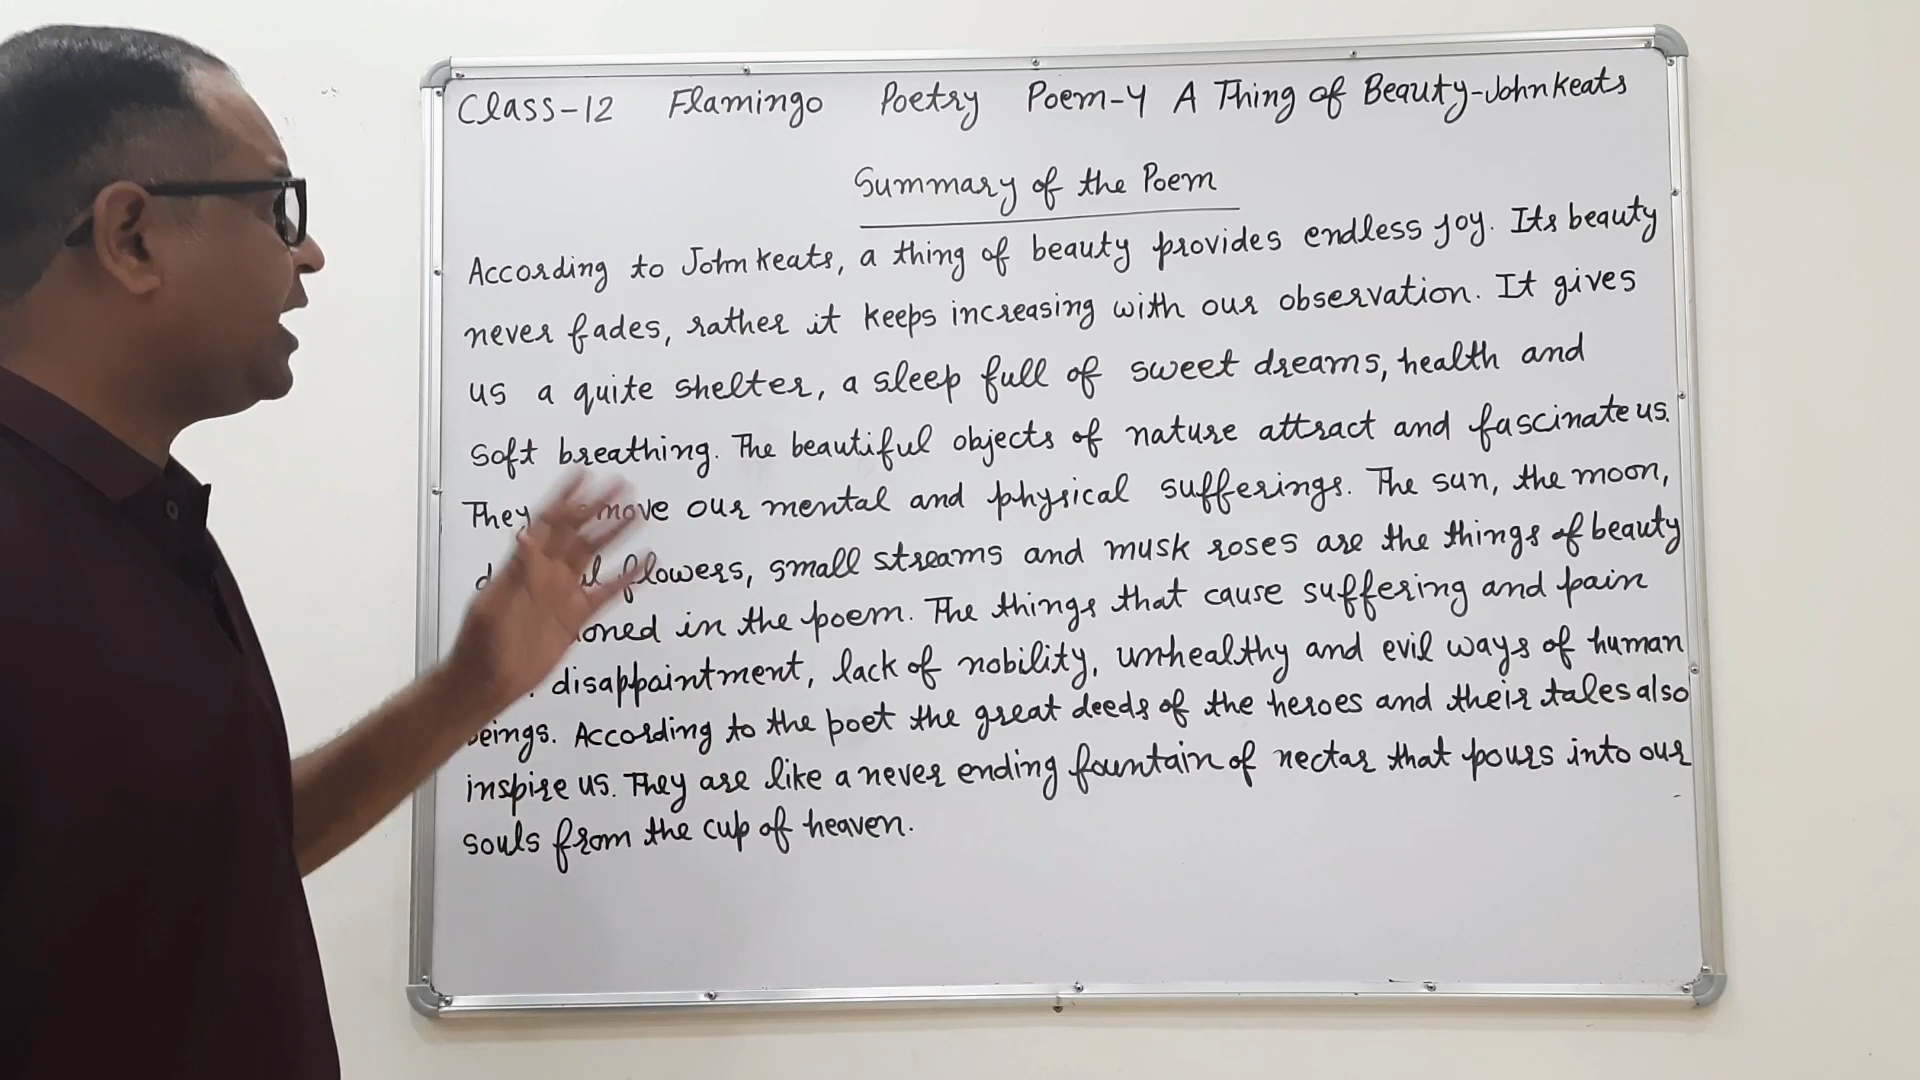 Class-12 Flamingo Poetry Poem-4 A Thing of Beauty-John Keats
Summary of the Poem
According to John Keats, a thing of beauty provides endless joy. Its beauty
never fades, rather it keeps increasing with our observation. It gives
us a quite shelter, a sleep full of sweet dreams, health and
soft breathing. The beautiful objects of nature attract and fascinate us.
They our mental and physical sufferings. The sun, the moon,
flowers, small streams and musk roses are the things of beauty
in the poem. The things that cause suffering and pain
disappointment, lack of nobility, unhealthy and evil ways of human
beings. According to the poet the great deeds of the heroes and their tales also
inspire us. They are like a never ending fountain of nectar that pours into our
souls from the cup of heaven.